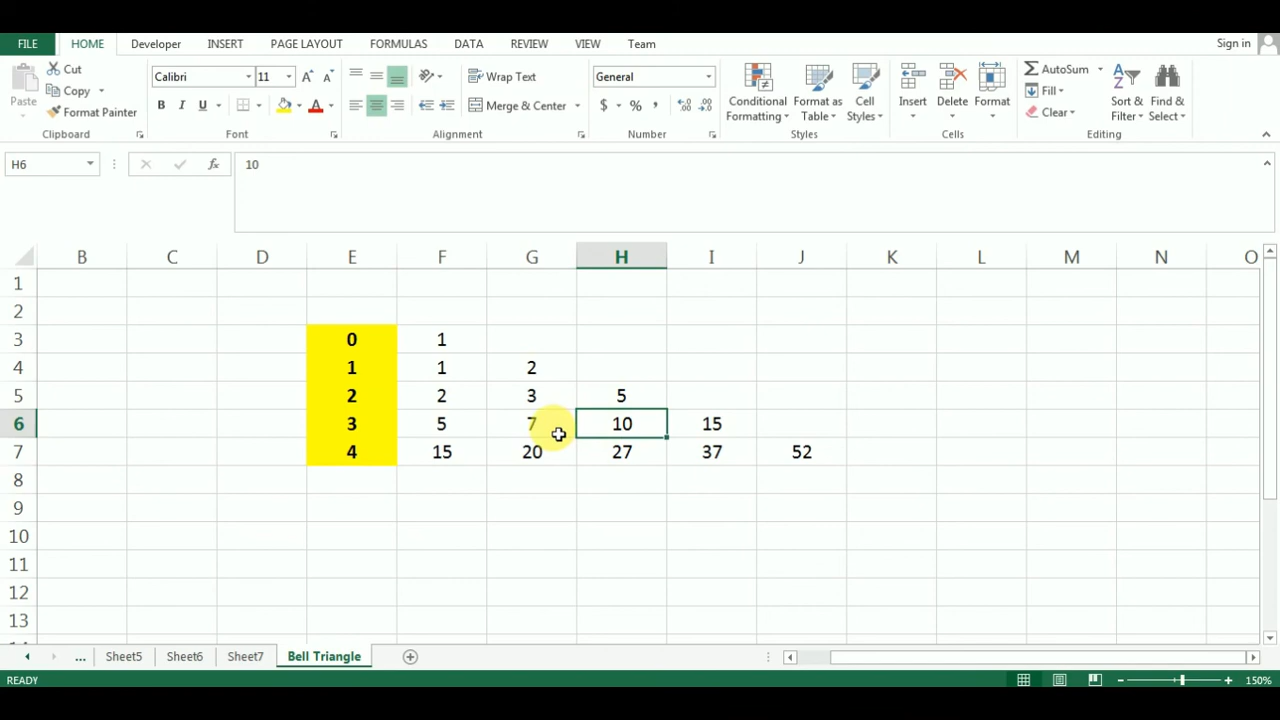 FILE HOME Developer INSERT PAGE LAYOUT FORMULAS DATA REVIEW VIEW Team Sign in
Paste Cut Copy Format Painter Clipboard
Calibri 11 A A B I U A Font
Wrap Text Merge & Center Alignment
General $ % , Number
Conditional Formatting Format as Table Cell Styles Styles
Insert Delete Format Cells
AutoSum Fill Clear Sort & Filter Find & Select Editing
H6 fx 10
B C D E F G H I J K L M N O
1
2
3 0 1
4 1 1 2
5 2 2 3 5
6 3 5 7 10 15
7 4 15 20 27 37 52
8
9
10
11
12
13
... Sheet5 Sheet6 Sheet7 Bell Triangle
READY 150%